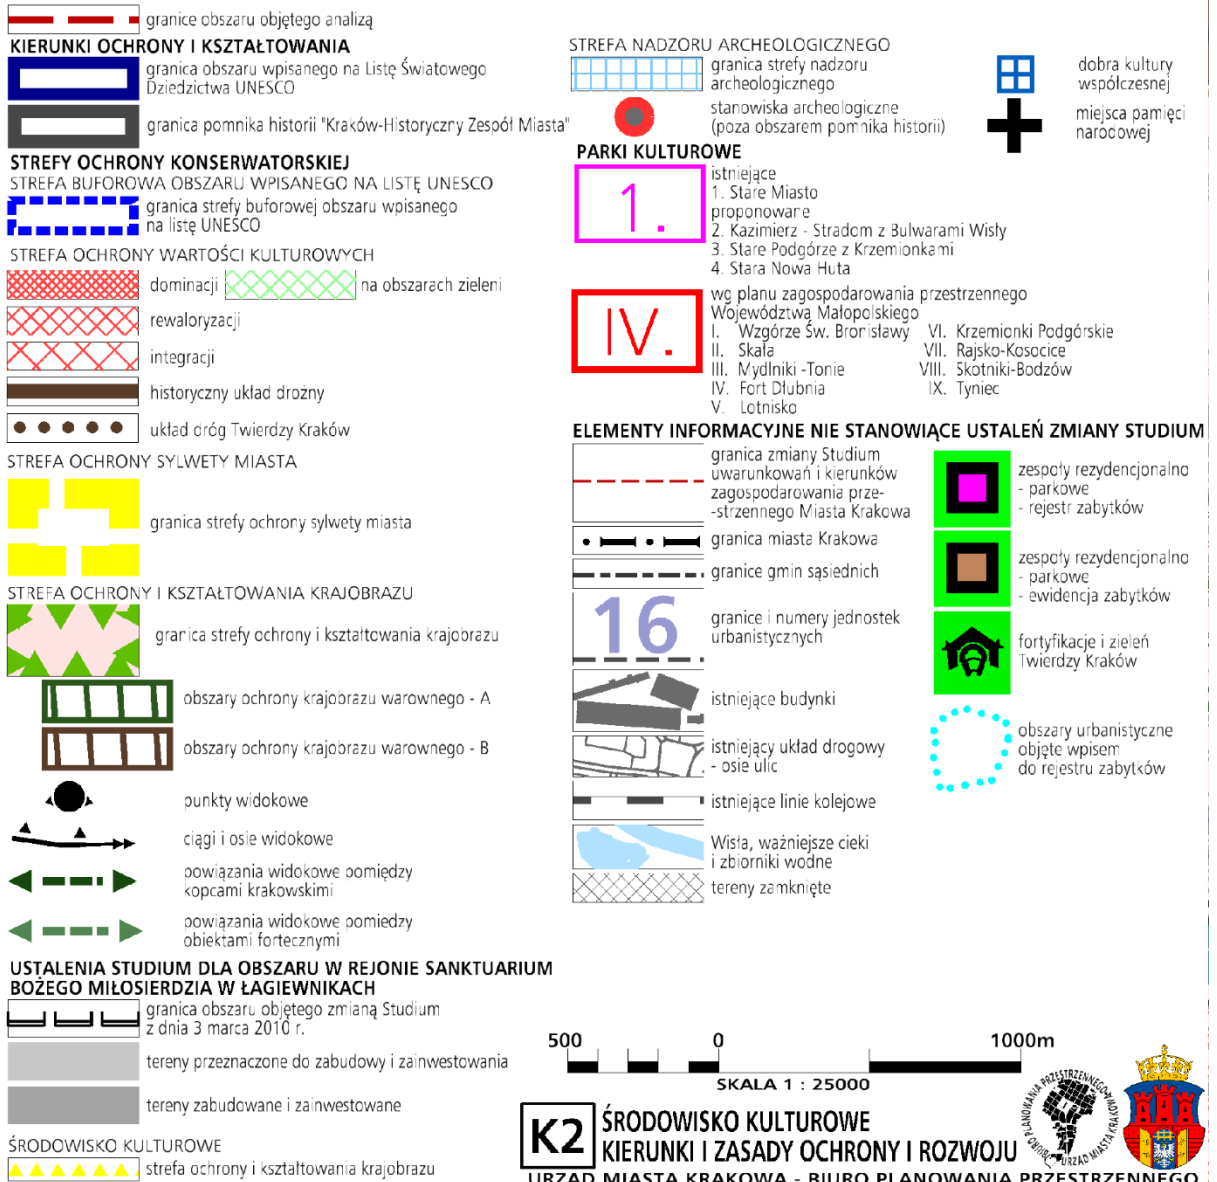 granice obszaru objętego analizą
KIERUNKI OCHRONY I KSZTAŁTOWANIA
granica obszaru wpisanego na Listę Światowego
Dziedzictwa UNESCO
granica pomnika historii "Kraków-Historyczny Zespół Miasta"
STREFY OCHRONY KONSERWATORSKIEJ
STREFA BUFOROWA OBSZARU WPISANEGO NA LISTĘ UNESCO
granica strefy buforowej obszaru wpisanego
na listę UNESCO
STREFA OCHRONY WARTOŚCI KULTUROWYCH
dominacji
na obszarach zieleni
rewaloryzacji
integracji
historyczny układ drożny
układ dróg Twierdzy Kraków
STREFA OCHRONY SYLWETY MIASTA
granica strefy ochrony sylwety miasta
STREFA OCHRONY I KSZTAŁTOWANIA KRAJOBRAZU
granica strefy ochrony i kształtowania krajobrazu
obszary ochrony krajobrazu warownego - A
obszary ochrony krajobrazu warownego - B
punkty widokowe
ciągi i osie widokowe
powiązania widokowe pomiędzy
kopcami krakowskimi
powiązania widokowe pomiedzy
obiektami fortecznymi
USTALENIA STUDIUM DLA OBSZARU W REJONIE SANKTUARIUM
BOŻEGO MIŁOSIERDZIA W ŁAGIEWNIKACH
granica obszaru objętego zmianą Studium
z dnia 3 marca 2010 r.
tereny przeznaczone do zabudowy i zainwestowania
tereny zabudowane i zainwestowane
ŚRODOWISKO KULTUROWE
strefa ochrony i kształtowania krajobrazu
STREFA NADZORU ARCHEOLOGICZNEGO
granica strefy nadzoru
archeologicznego
stanowiska archeologiczne
(poza obszarem pomnika historii)
dobra kultury
współczesnej
miejsca pamięci
narodowej
PARKI KULTUROWE
1.
istniejące
1. Stare Miasto
proponowane
2. Kazimierz - Stradom z Bulwarami Wisły
3. Stare Podgórze z Krzemionkami
4. Stara Nowa Huta
IV.
wg planu zagospodarowania przestrzennego
Województwa Małopolskiego
I. Wzgórze Św. Bronisławy VI. Krzemionki Podgórskie
II. Skała VII. Rajsko-Kosocice
III. Mydlniki -Tonie VIII. Skotniki-Bodzów
IV. Fort Dłubnia IX. Tyniec
V. Lotnisko
ELEMENTY INFORMACYJNE NIE STANOWIĄCE USTALEŃ ZMIANY STUDIUM
granica zmiany Studium
uwarunkowań i kierunków
zagospodarowania prze-
-strzennego Miasta Krakowa
granica miasta Krakowa
granice gmin sąsiednich
16
granice i numery jednostek
urbanistycznych
istniejące budynki
istniejący układ drogowy
- osie ulic
istniejące linie kolejowe
Wisła, ważniejsze cieki
i zbiorniki wodne
tereny zamknięte
zespoły rezydencjonalno
- parkowe
- rejestr zabytków
zespoły rezydencjonalno
- parkowe
- ewidencja zabytków
fortyfikacje i zieleń
Twierdzy Kraków
obszary urbanistyczne
objęte wpisem
do rejestru zabytków
500 0 1000m
SKALA 1 : 25000
K2
ŚRODOWISKO KULTUROWE
KIERUNKI I ZASADY OCHRONY I ROZWOJU
BIURO PLANOWANIA PRZESTRZENNEGO
URZĄD MIASTA KRAKOWA
URZĄD MIASTA KRAKOWA - BIURO PLANOWANIA PRZESTRZENNEGO